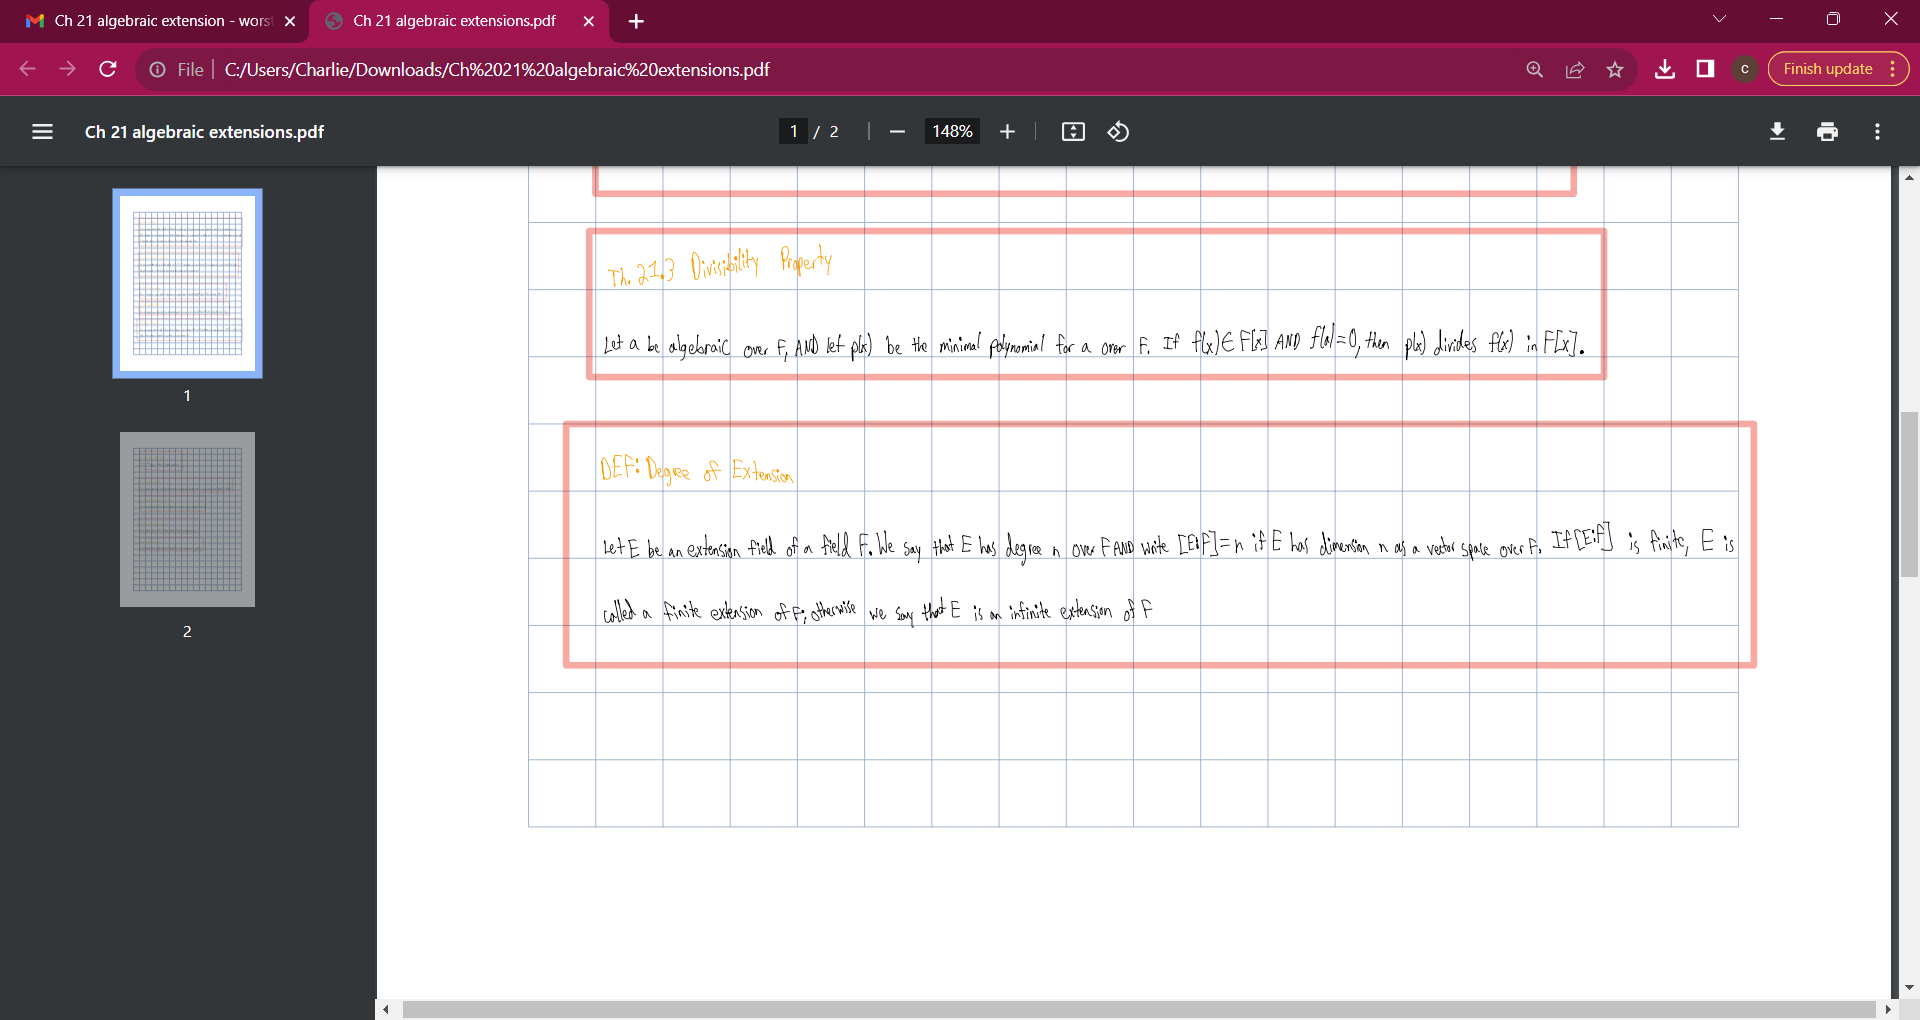 Ch 21 algebraic extension - wors
Ch 21 algebraic extensions.pdf
File | C:/Users/Charlie/Downloads/Ch%2021%20algebraic%20extensions.pdf
C
Finish update
Ch 21 algebraic extensions.pdf
1 / 2
148%
Th. 21.3 Divisibility Property
Let a be algebraic over F, AND let p(x) be the minimal polynomial for a over F. If f(x)∈F[x] AND f(a)=0, then p(x) divides f(x) in F[x].
1
DEF: Degree of Extension
Let E be an extension field of a field F. We say that E has degree n over F AND write [E:F]=n if E has dimension n as a vector space over F. If [E:F] is finite, E is
called a finite extension of F; otherwise we say that E is an infinite extension of F
2